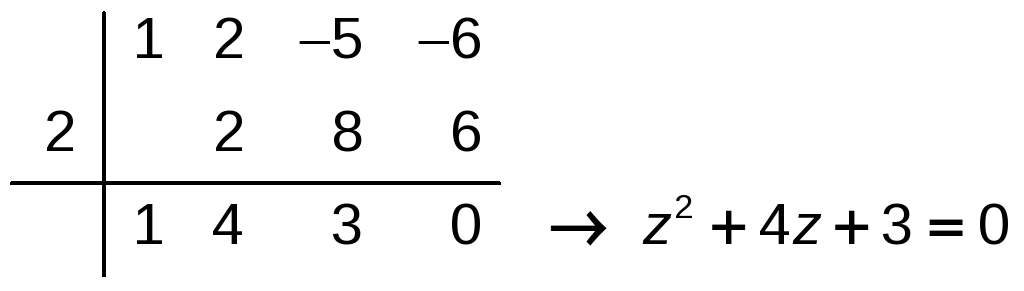 1 2 –5 –6
2 2 8 6
1 4 3 0 → z² + 4z + 3 = 0